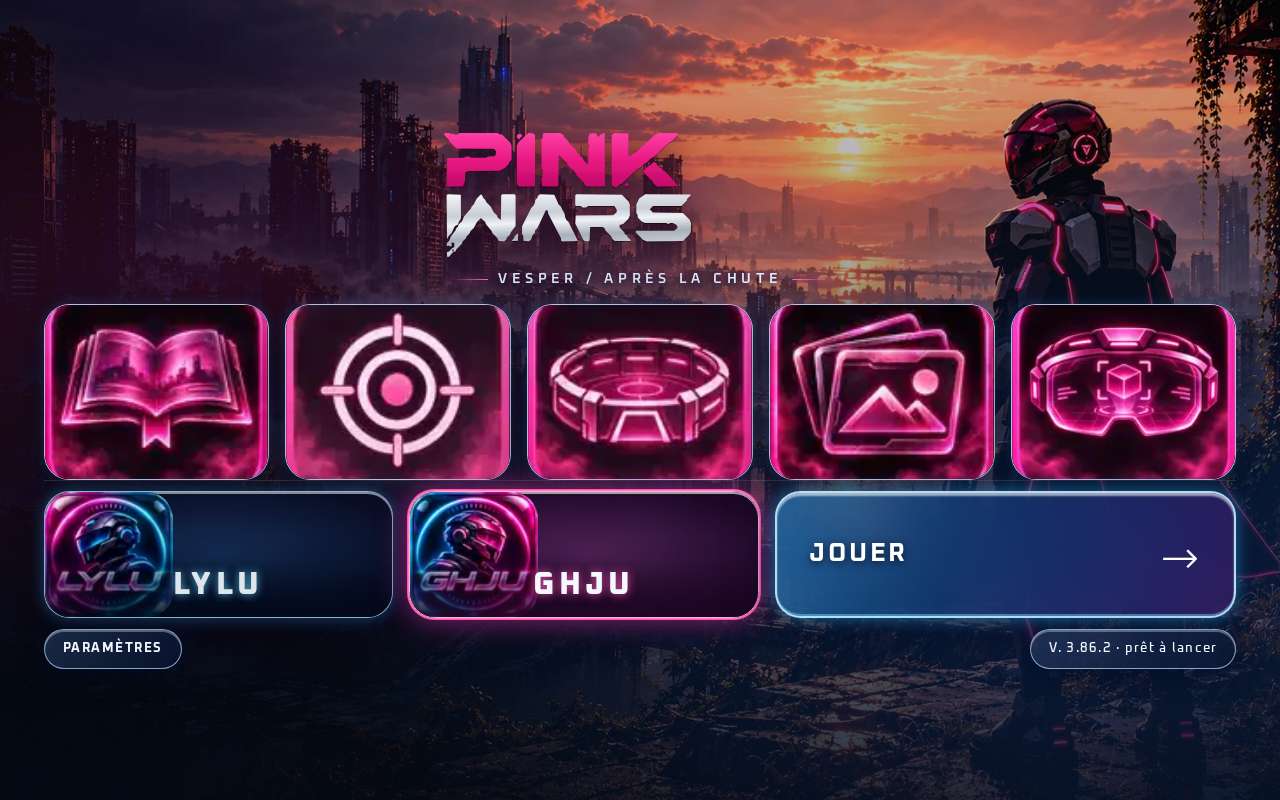 PINK
WARS
VESPER / APRÈS LA CHUTE
LYLU
LYLU
GHJU
GHJU
JOUER
PARAMÈTRES
V. 3.86.2 · prêt à lancer